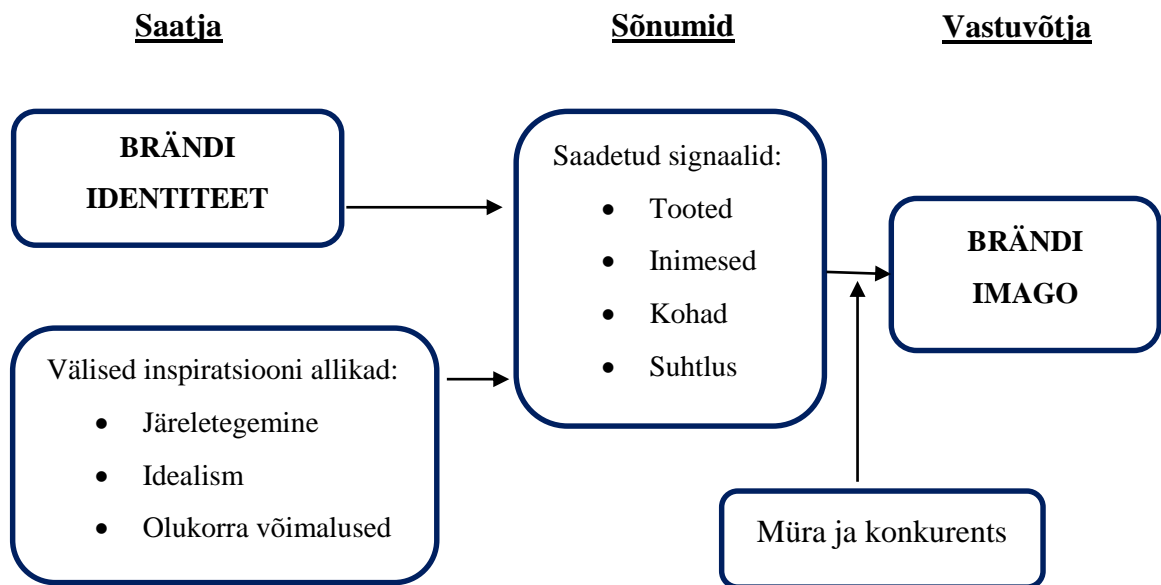 Saatja
Sõnumid
Vastuvõtja
BRÄNDI
IDENTITEET
Välised inspiratsiooni allikad:
• Järeletegemine
• Idealism
• Olukorra võimalused
Saadetud signaalid:
• Tooted
• Inimesed
• Kohad
• Suhtlus
BRÄNDI
IMAGO
Müra ja konkurents